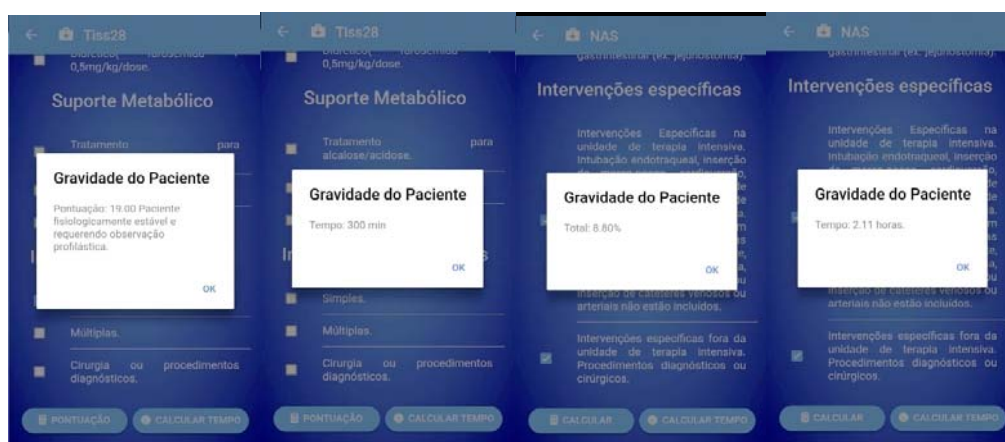 Tiss28
0,5mg/kg/dose.
Suporte Metabólico
Tratamento para
Gravidade do Paciente
Pontuação: 19.00 Paciente
fisiologicamente estável e
requerendo observação
profilástica.
OK
Múltiplas.
Cirurgia ou procedimentos
diagnósticos.
PONTUAÇÃO
CALCULAR TEMPO
Tiss28
0,5mg/kg/dose.
Suporte Metabólico
Tratamento para
alcalose/acidose.
Gravidade do Paciente
Tempo: 300 min
OK
Simples.
Múltiplas.
Cirurgia ou procedimentos
diagnósticos.
PONTUAÇÃO
CALCULAR TEMPO
NAS
gastrintestinal (ex. jejunostomia).
Intervenções específicas
Intervenções Específicas na
unidade de terapia intensiva.
Intubação endotraqueal, inserção
Gravidade do Paciente
Total: 8.80%
OK
inserção de cateteres venosos ou
arteriais não estão incluídos.
Intervenções específicas fora da
unidade de terapia intensiva.
Procedimentos diagnósticos ou
cirúrgicos.
CALCULAR
CALCULAR TEMPO
NAS
gastrintestinal (ex. jejunostomia).
Intervenções específicas
Intervenções Específicas na
unidade de terapia intensiva.
Intubação endotraqueal, inserção
Gravidade do Paciente
Tempo: 2.11 horas.
OK
inserção de cateteres venosos ou
arteriais não estão incluídos.
Intervenções específicas fora da
unidade de terapia intensiva.
Procedimentos diagnósticos ou
cirúrgicos.
CALCULAR
CALCULAR TEMPO